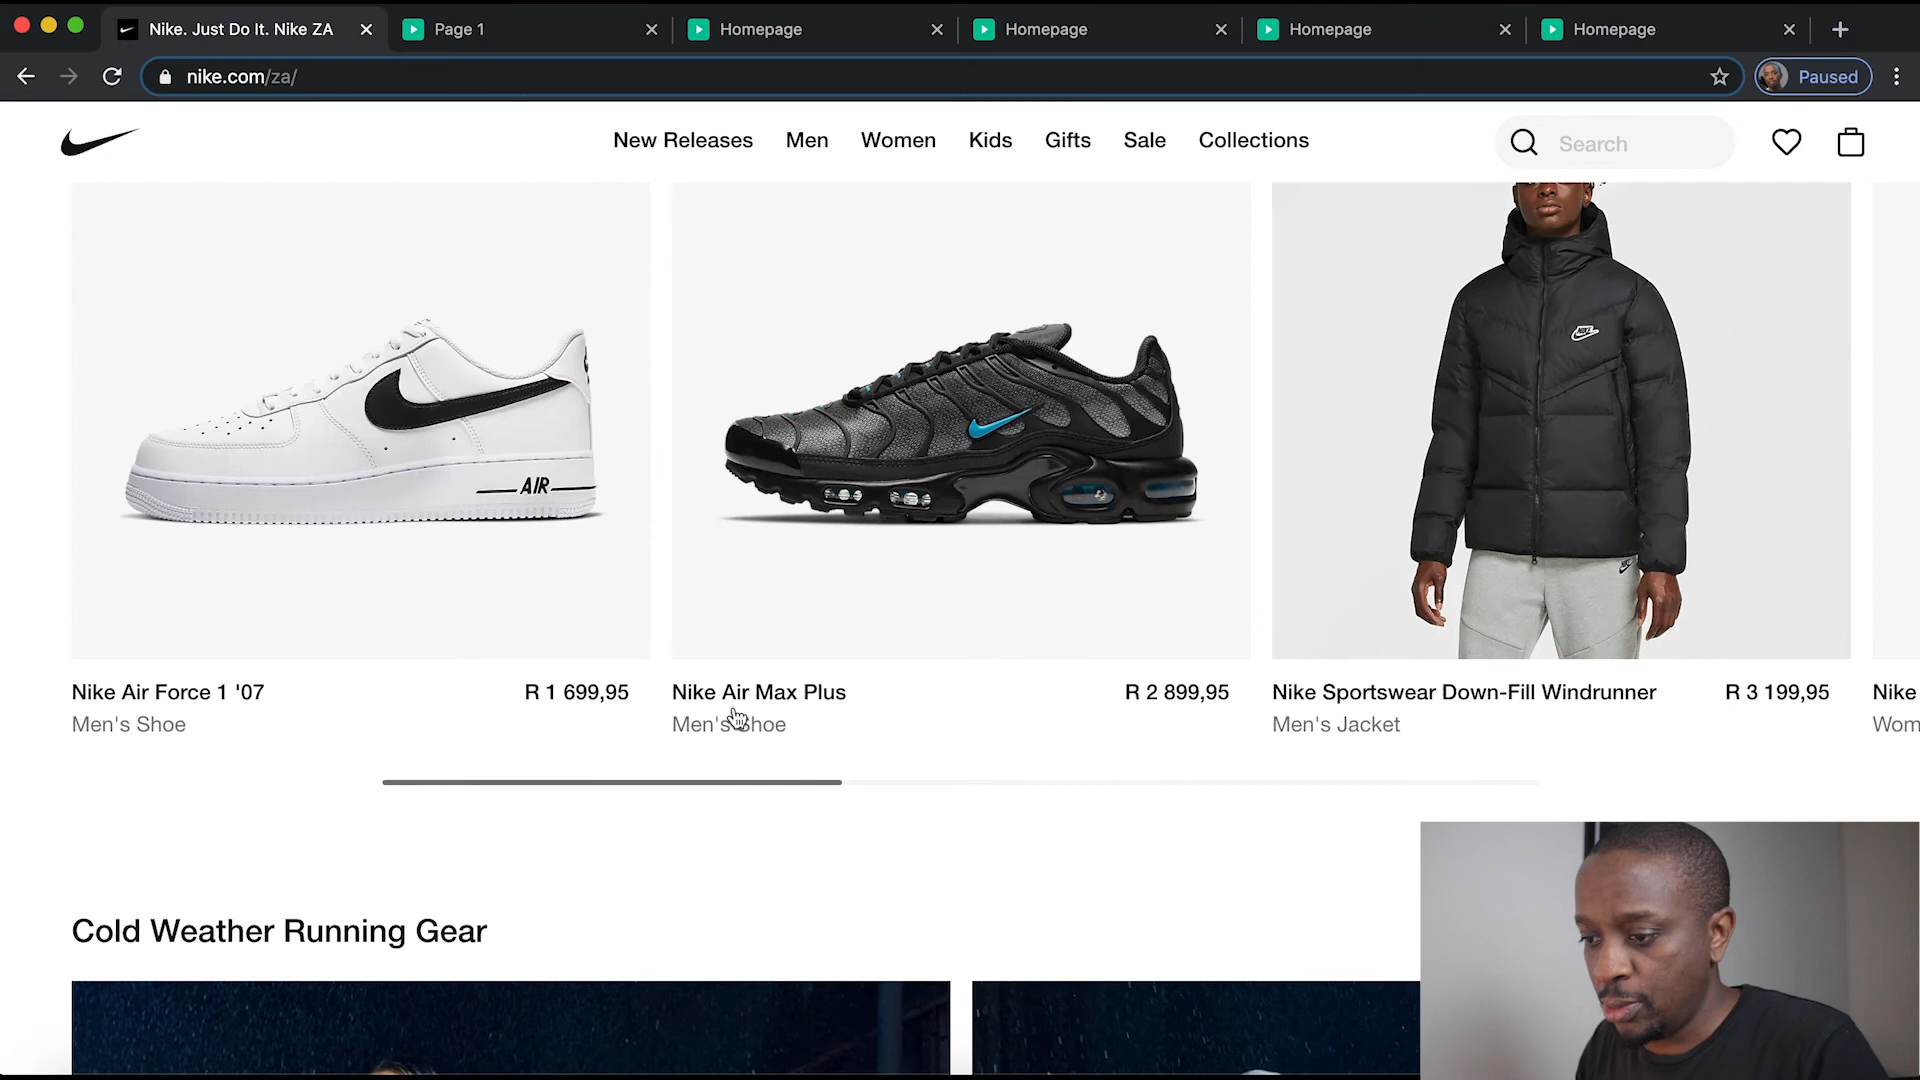 Nike. Just Do It. Nike ZA
Page 1
Homepage
Homepage
Homepage
Homepage
nike.com/za/
Paused
New Releases Men Women Kids Gifts Sale Collections
Search
AIR
Nike Air Force 1 '07 R 1 699,95
Men's Shoe
Nike Air Max Plus R 2 899,95
Men's Shoe
NIKE
Nike Sportswear Down-Fill Windrunner R 3 199,95
Men's Jacket
Nike
Wom
Cold Weather Running Gear